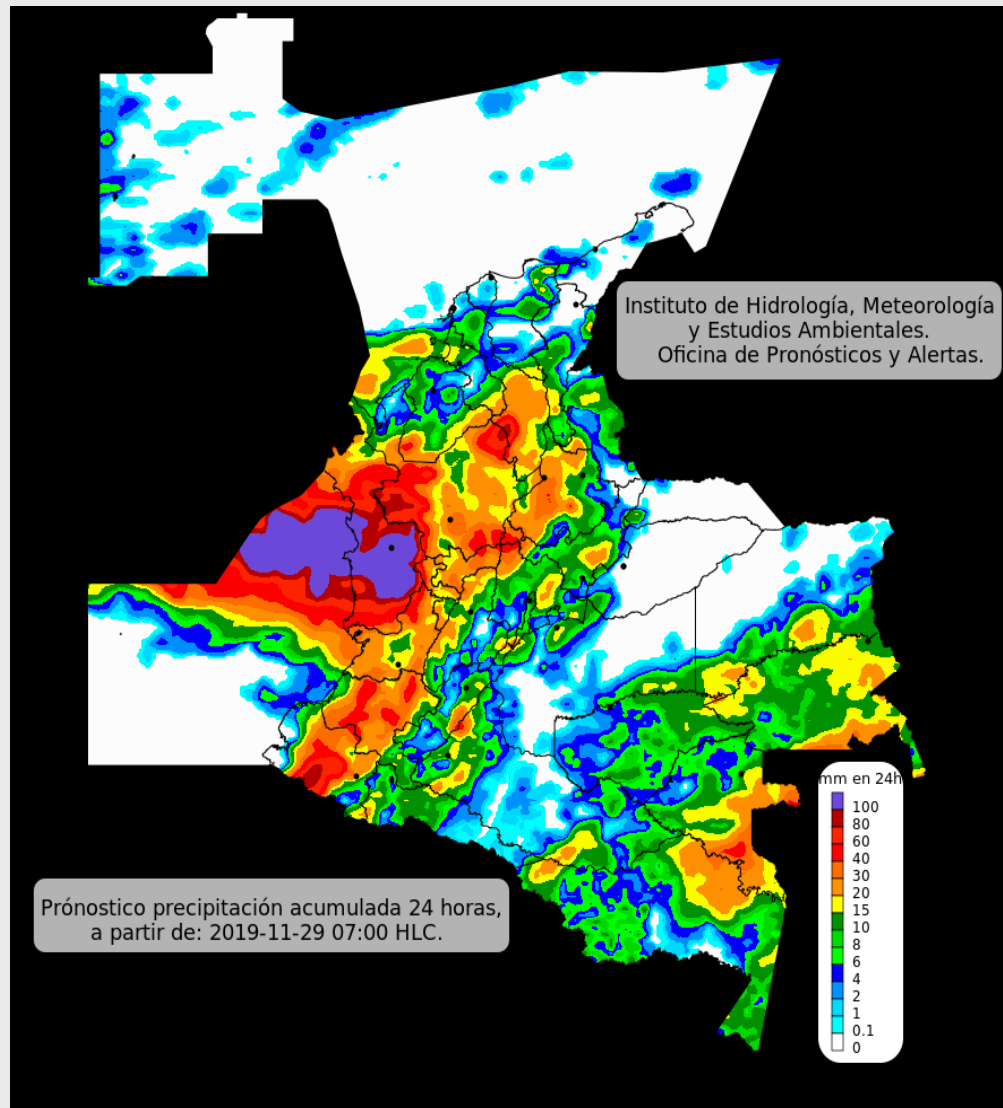 Instituto de Hidrología, Meteorología
y Estudios Ambientales.
Oficina de Pronósticos y Alertas.
mm en 24h
100
80
60
40
30
20
15
10
8
6
4
2
1
0.1
0
Prónostico precipitación acumulada 24 horas,
a partir de: 2019-11-29 07:00 HLC.